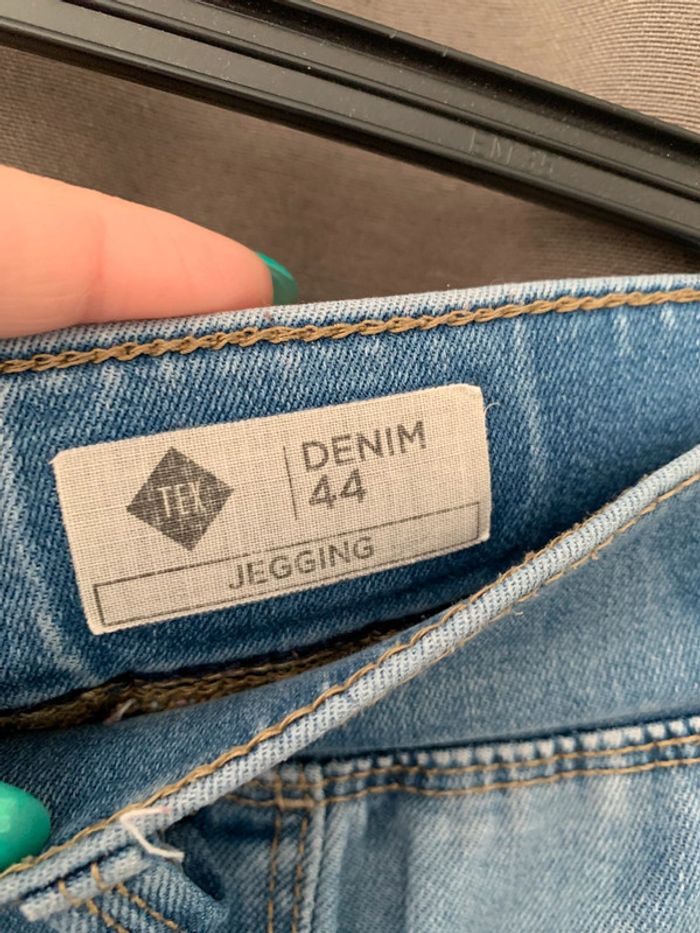 TEX
DENIM
44
JEGGING